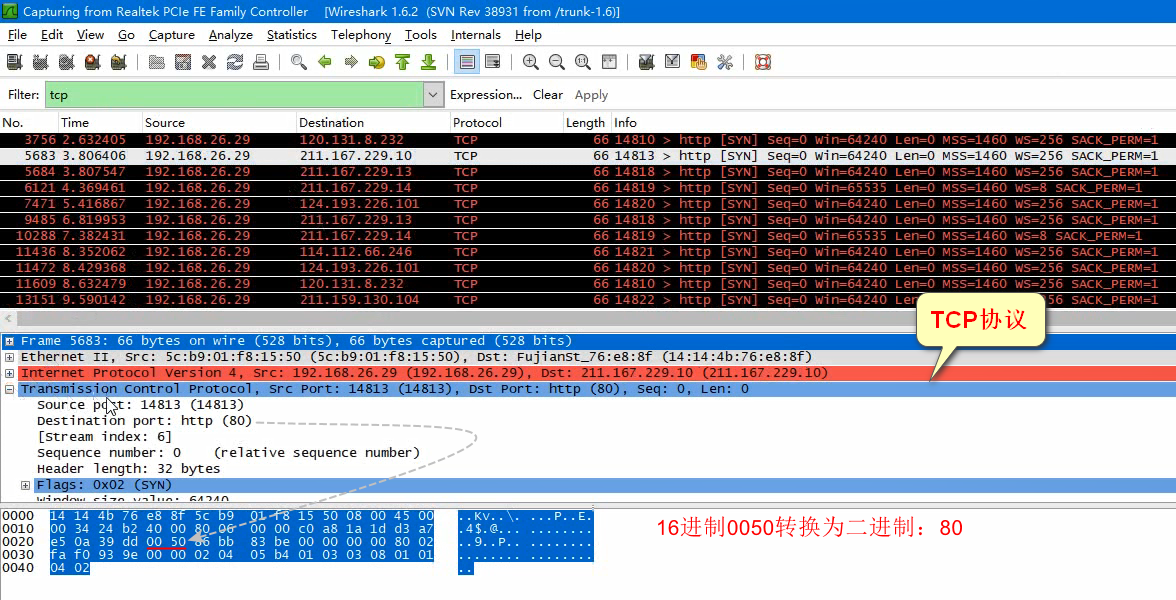 Capturing from Realtek PCIe FE Family Controller [Wireshark 1.6.2 (SVN Rev 38931 from /trunk-1.6)]
File Edit View Go Capture Analyze Statistics Telephony Tools Internals Help
Filter: tcp Expression... Clear Apply
No. Time Source Destination Protocol Length Info
3756 2.632405 192.168.26.29 120.131.8.232 TCP 66 14810 > http [SYN] Seq=0 Win=64240 Len=0 MSS=1460 WS=256 SACK_PERM=1
5683 3.806406 192.168.26.29 211.167.229.10 TCP 66 14813 > http [SYN] Seq=0 Win=64240 Len=0 MSS=1460 WS=256 SACK_PERM=1
5684 3.807547 192.168.26.29 211.167.229.13 TCP 66 14818 > http [SYN] Seq=0 Win=64240 Len=0 MSS=1460 WS=256 SACK_PERM=1
6121 4.369461 192.168.26.29 211.167.229.14 TCP 66 14819 > http [SYN] Seq=0 Win=65535 Len=0 MSS=1460 WS=8 SACK_PERM=1
7471 5.416867 192.168.26.29 124.193.226.101 TCP 66 14820 > http [SYN] Seq=0 Win=64240 Len=0 MSS=1460 WS=256 SACK_PERM=1
9485 6.819953 192.168.26.29 211.167.229.13 TCP 66 14818 > http [SYN] Seq=0 Win=64240 Len=0 MSS=1460 WS=256 SACK_PERM=1
10288 7.382431 192.168.26.29 211.167.229.14 TCP 66 14819 > http [SYN] Seq=0 Win=65535 Len=0 MSS=1460 WS=8 SACK_PERM=1
11436 8.352062 192.168.26.29 114.112.66.246 TCP 66 14821 > http [SYN] Seq=0 Win=64240 Len=0 MSS=1460 WS=256 SACK_PERM=1
11472 8.429368 192.168.26.29 124.193.226.101 TCP 66 14820 > http [SYN] Seq=0 Win=64240 Len=0 MSS=1460 WS=256 SACK_PERM=1
11609 8.632479 192.168.26.29 120.131.8.232 TCP 66 14810 > http [SYN] Seq=0 Win=64240 Len=0 MSS=1460 WS=256 SACK_PERM=1
13151 9.590142 192.168.26.29 211.159.130.104 TCP 66 14822 > http [SYN] Seq=0 Win=64240 MSS=1460 WS=256 SACK_PERM=1
TCP协议
Frame 5683: 66 bytes on wire (528 bits), 66 bytes captured (528 bits)
Ethernet II, Src: 5c:b9:01:f8:15:50 (5c:b9:01:f8:15:50), Dst: FujianSt_76:e8:8f (14:14:4b:76:e8:8f)
Internet Protocol Version 4, Src: 192.168.26.29 (192.168.26.29), Dst: 211.167.229.10 (211.167.229.10)
Transmission Control Protocol, Src Port: 14813 (14813), Dst Port: http (80), Seq: 0, Len: 0
Source port: 14813 (14813)
Destination port: http (80)
[Stream index: 6]
Sequence number: 0 (relative sequence number)
Header length: 32 bytes
Flags: 0x02 (SYN)
Window size value: 64240
0000 14 14 4b 76 e8 8f 5c b9 01 f8 15 50 08 00 45 00 ..Kv..\. ...P..E.
0010 00 34 24 b2 40 00 80 06 00 00 c0 a8 1a 1d d3 a7 .4$.@... ........
0020 e5 0a 39 dd 00 50 86 bb 83 be 00 00 00 00 80 02 ..9..P.. ........
0030 fa f0 93 9e 00 00 02 04 05 b4 01 03 03 08 01 01 ........ ........
0040 04 02 ..
16进制0050转换为二进制：80